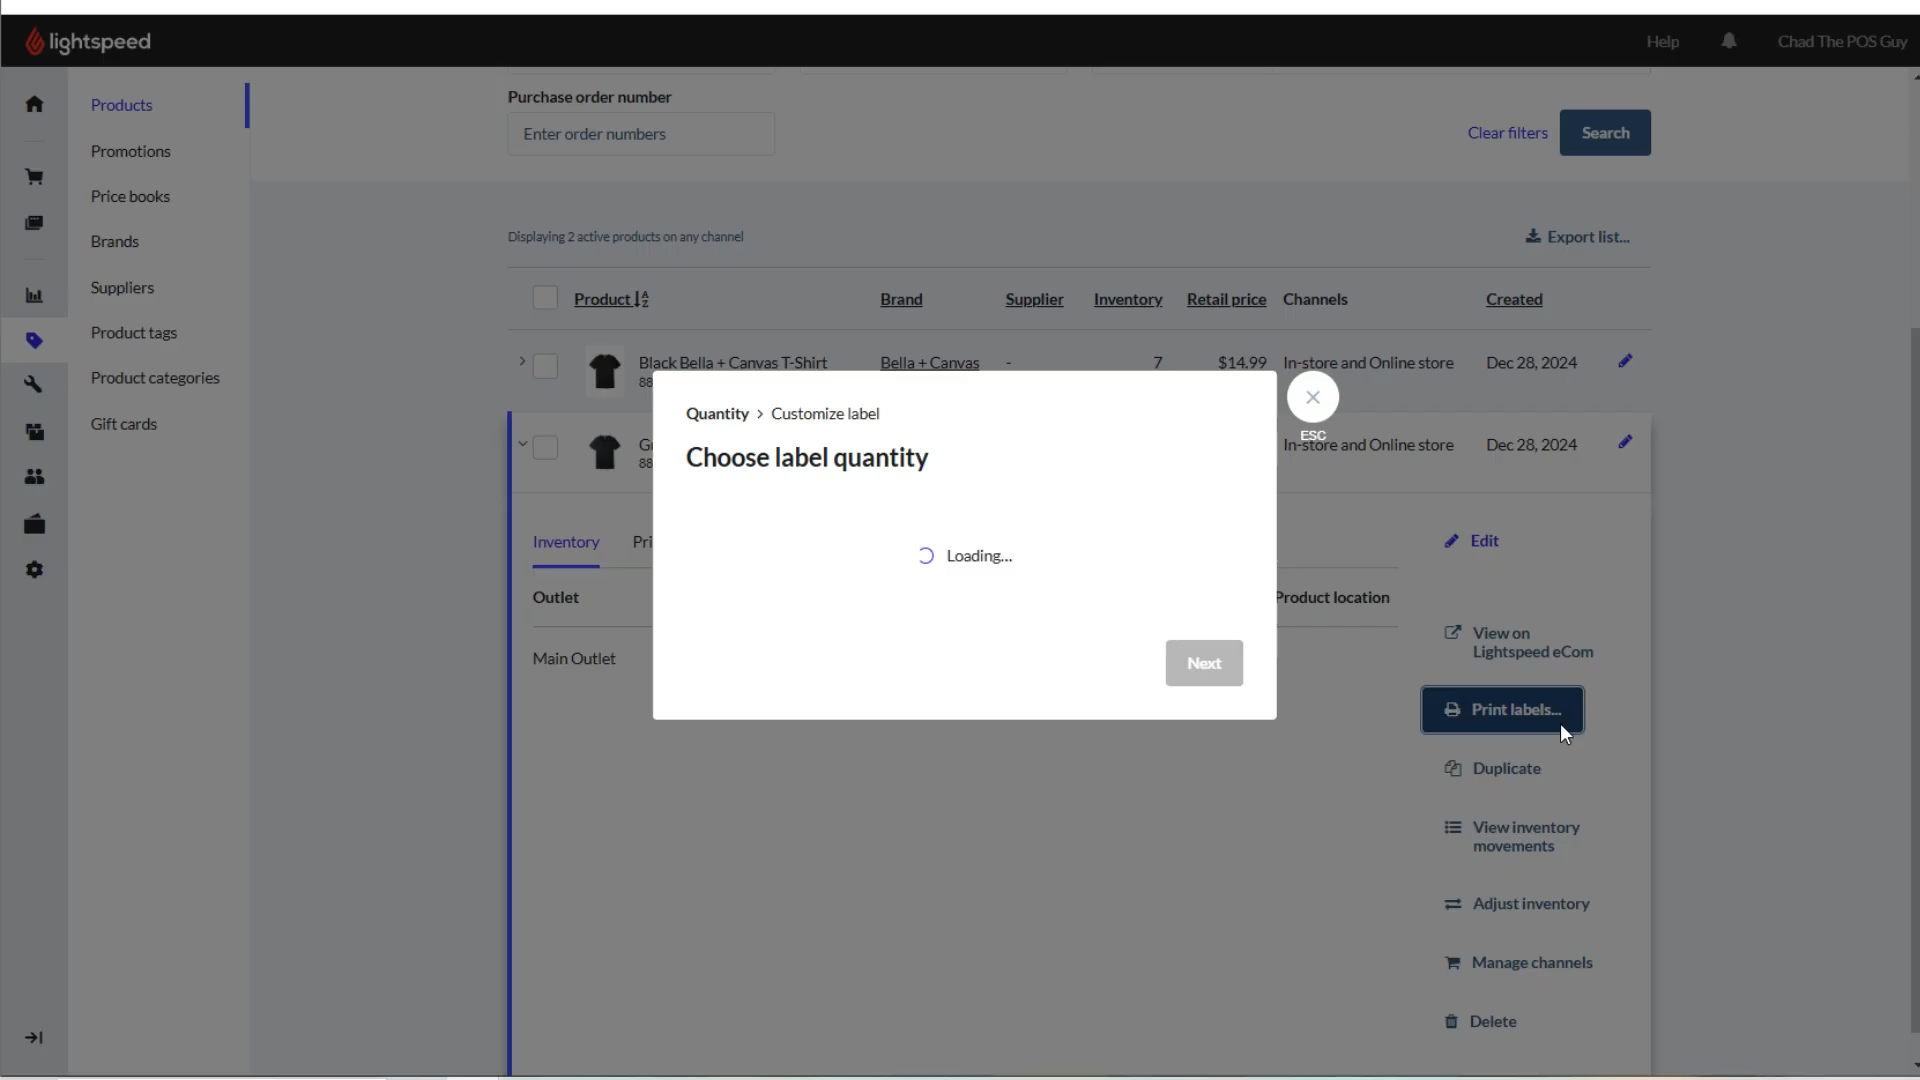 lightspeed
Help
Chad The POS Guy
Products
Promotions
Price books
Brands
Suppliers
Product tags
Product categories
Gift cards
Purchase order number
Enter order numbers
Clear filters
Search
Displaying 2 active products on any channel
Export list...
Product Brand Supplier Inventory Retail price Channels Created
Black Bella + Canvas T-Shirt Bella + Canvas - 7 $14.99 In-store and Online store Dec 28, 2024
88
G
88
In-store and Online store Dec 28, 2024
Quantity > Customize label
Choose label quantity
Loading...
Next
ESC
Inventory Pri
Outlet
Product location
Main Outlet
Edit
View on
Lightspeed eCom
Print labels...
Duplicate
View inventory
movements
Adjust inventory
Manage channels
Delete